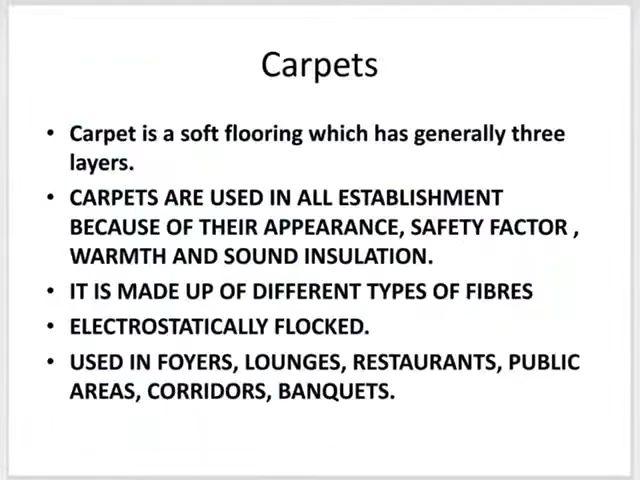 Carpets
• Carpet is a soft flooring which has generally three
layers.
• CARPETS ARE USED IN ALL ESTABLISHMENT
BECAUSE OF THEIR APPEARANCE, SAFETY FACTOR ,
WARMTH AND SOUND INSULATION.
• IT IS MADE UP OF DIFFERENT TYPES OF FIBRES
• ELECTROSTATICALLY FLOCKED.
• USED IN FOYERS, LOUNGES, RESTAURANTS, PUBLIC
AREAS, CORRIDORS, BANQUETS.